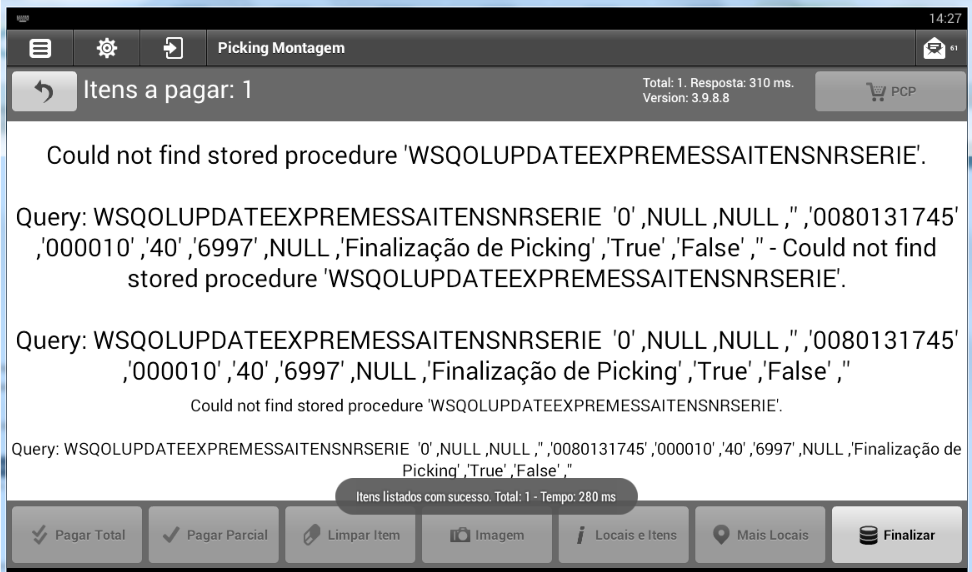 14:27
Picking Montagem
61
Itens a pagar: 1
Total: 1. Resposta: 310 ms.
Version: 3.9.8.8
PCP
Could not find stored procedure 'WSQOLUPDATEEXPREMESSAITENSNRSERIE'.
Query: WSQOLUPDATEEXPREMESSAITENSNRSERIE '0' ,NULL ,NULL ,'' ,'0080131745'
,'000010' ,'40' ,'6997' ,NULL ,'Finalização de Picking' ,'True' ,'False' ,'' - Could not find
stored procedure 'WSQOLUPDATEEXPREMESSAITENSNRSERIE'.
Query: WSQOLUPDATEEXPREMESSAITENSNRSERIE '0' ,NULL ,NULL ,'' ,'0080131745'
,'000010' ,'40' ,'6997' ,NULL ,'Finalização de Picking' ,'True' ,'False' ,''
Could not find stored procedure 'WSQOLUPDATEEXPREMESSAITENSNRSERIE'.
Query: WSQOLUPDATEEXPREMESSAITENSNRSERIE '0' ,NULL ,NULL ,'' ,'0080131745' ,'000010' ,'40' ,'6997' ,NULL ,'Finalização de
Picking' ,'True' ,'False' ,''
Itens listados com sucesso. Total: 1 - Tempo: 280 ms
Pagar Total
Pagar Parcial
Limpar Item
Imagem
Locais e Itens
Mais Locais
Finalizar